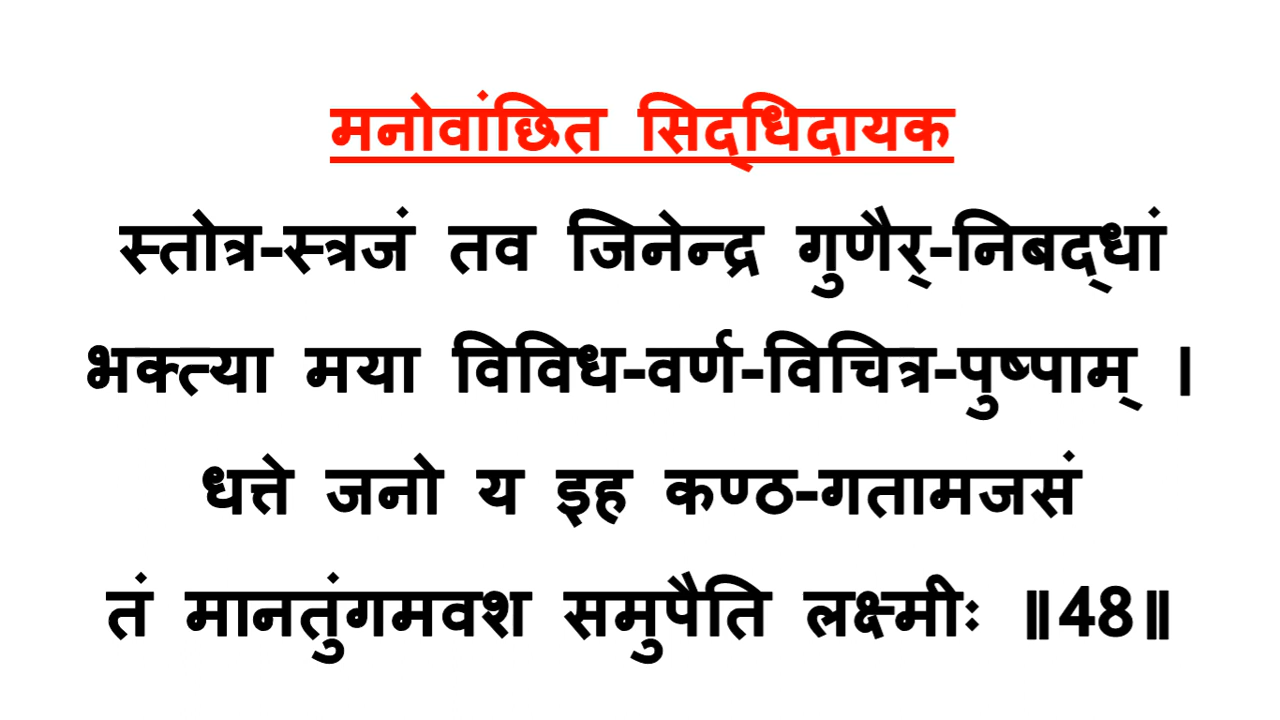 मनोवांछित सिद्धिदायक
स्तोत्र-स्त्रजं तव जिनेन्द्र गुणैर्-निबद्धां
भक्त्या मया विविध-वर्ण-विचित्र-पुष्पाम् ।
धत्ते जनो य इह कण्ठ-गतामजसं
तं मानतुंगमवश समुपैति लक्ष्मीः ॥48॥